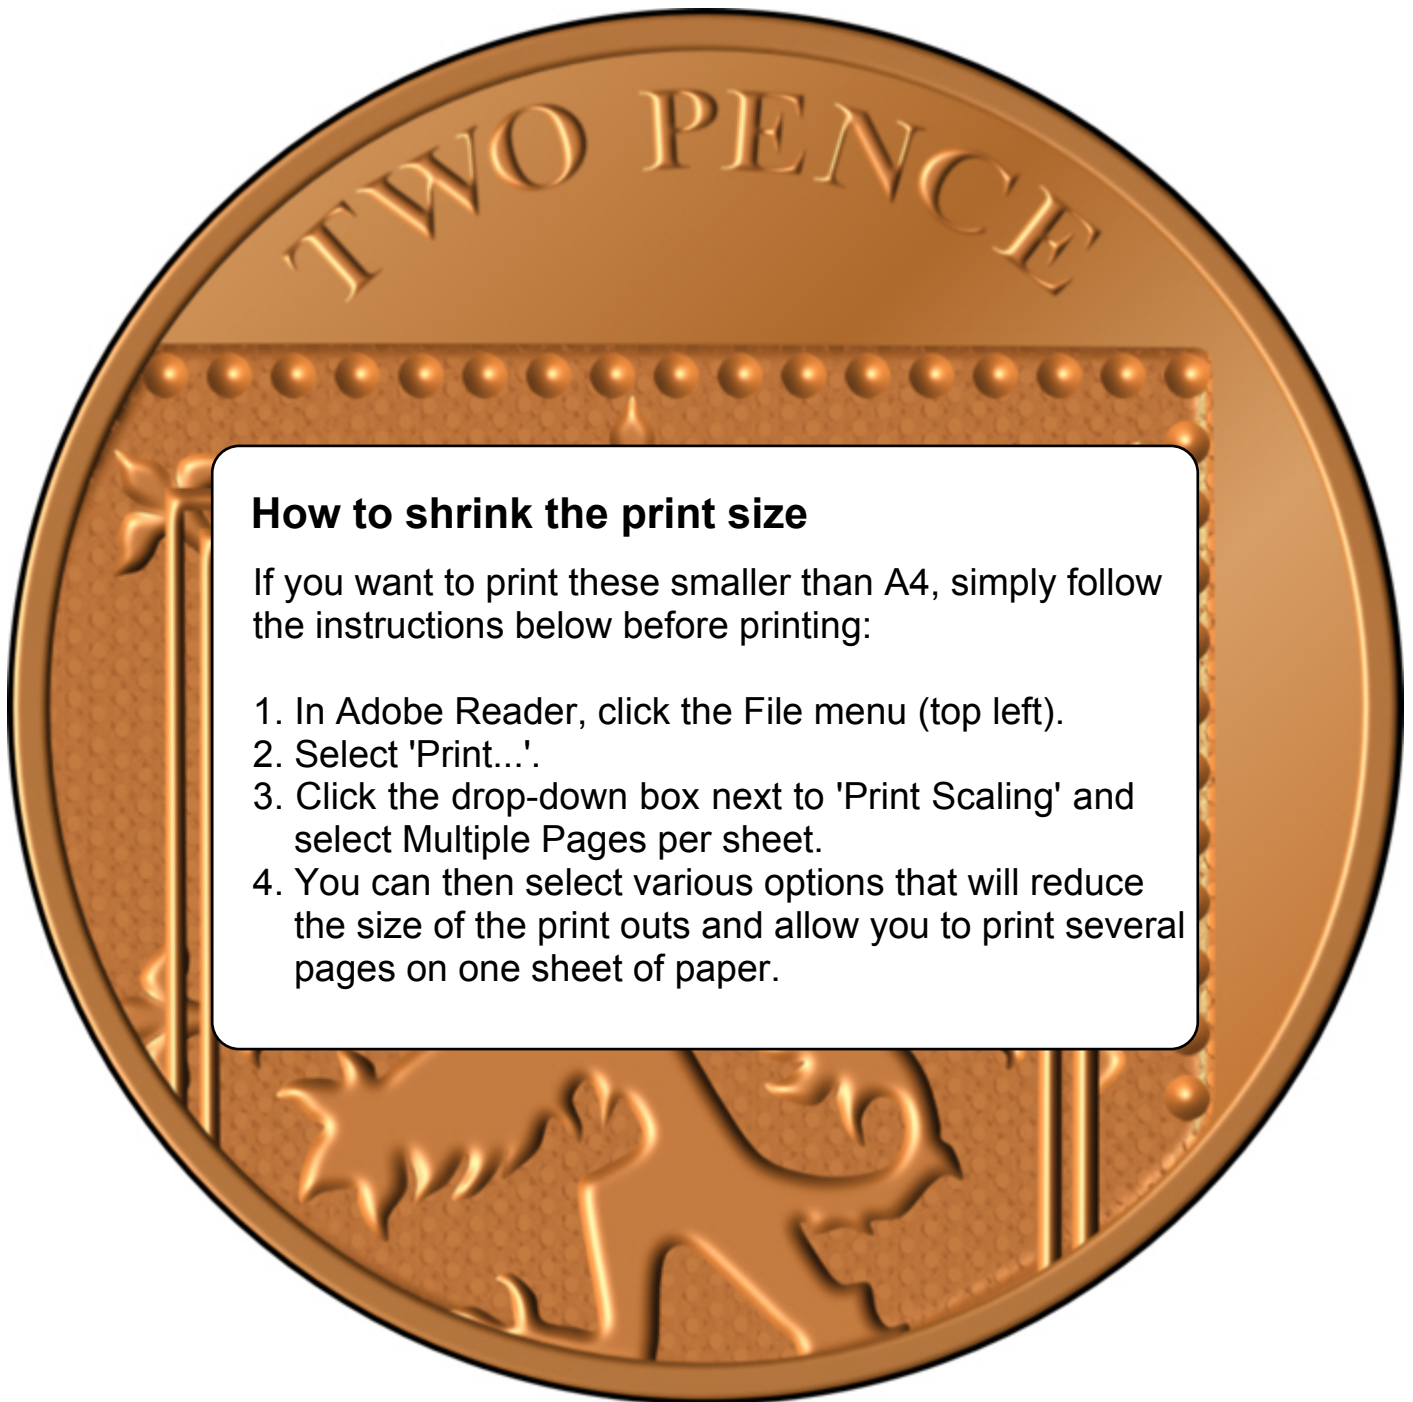 TWO PENCE
How to shrink the print size
If you want to print these smaller than A4, simply follow
the instructions below before printing:
1. In Adobe Reader, click the File menu (top left).
2. Select 'Print...'.
3. Click the drop-down box next to 'Print Scaling' and
select Multiple Pages per sheet.
4. You can then select various options that will reduce
the size of the print outs and allow you to print several
pages on one sheet of paper.